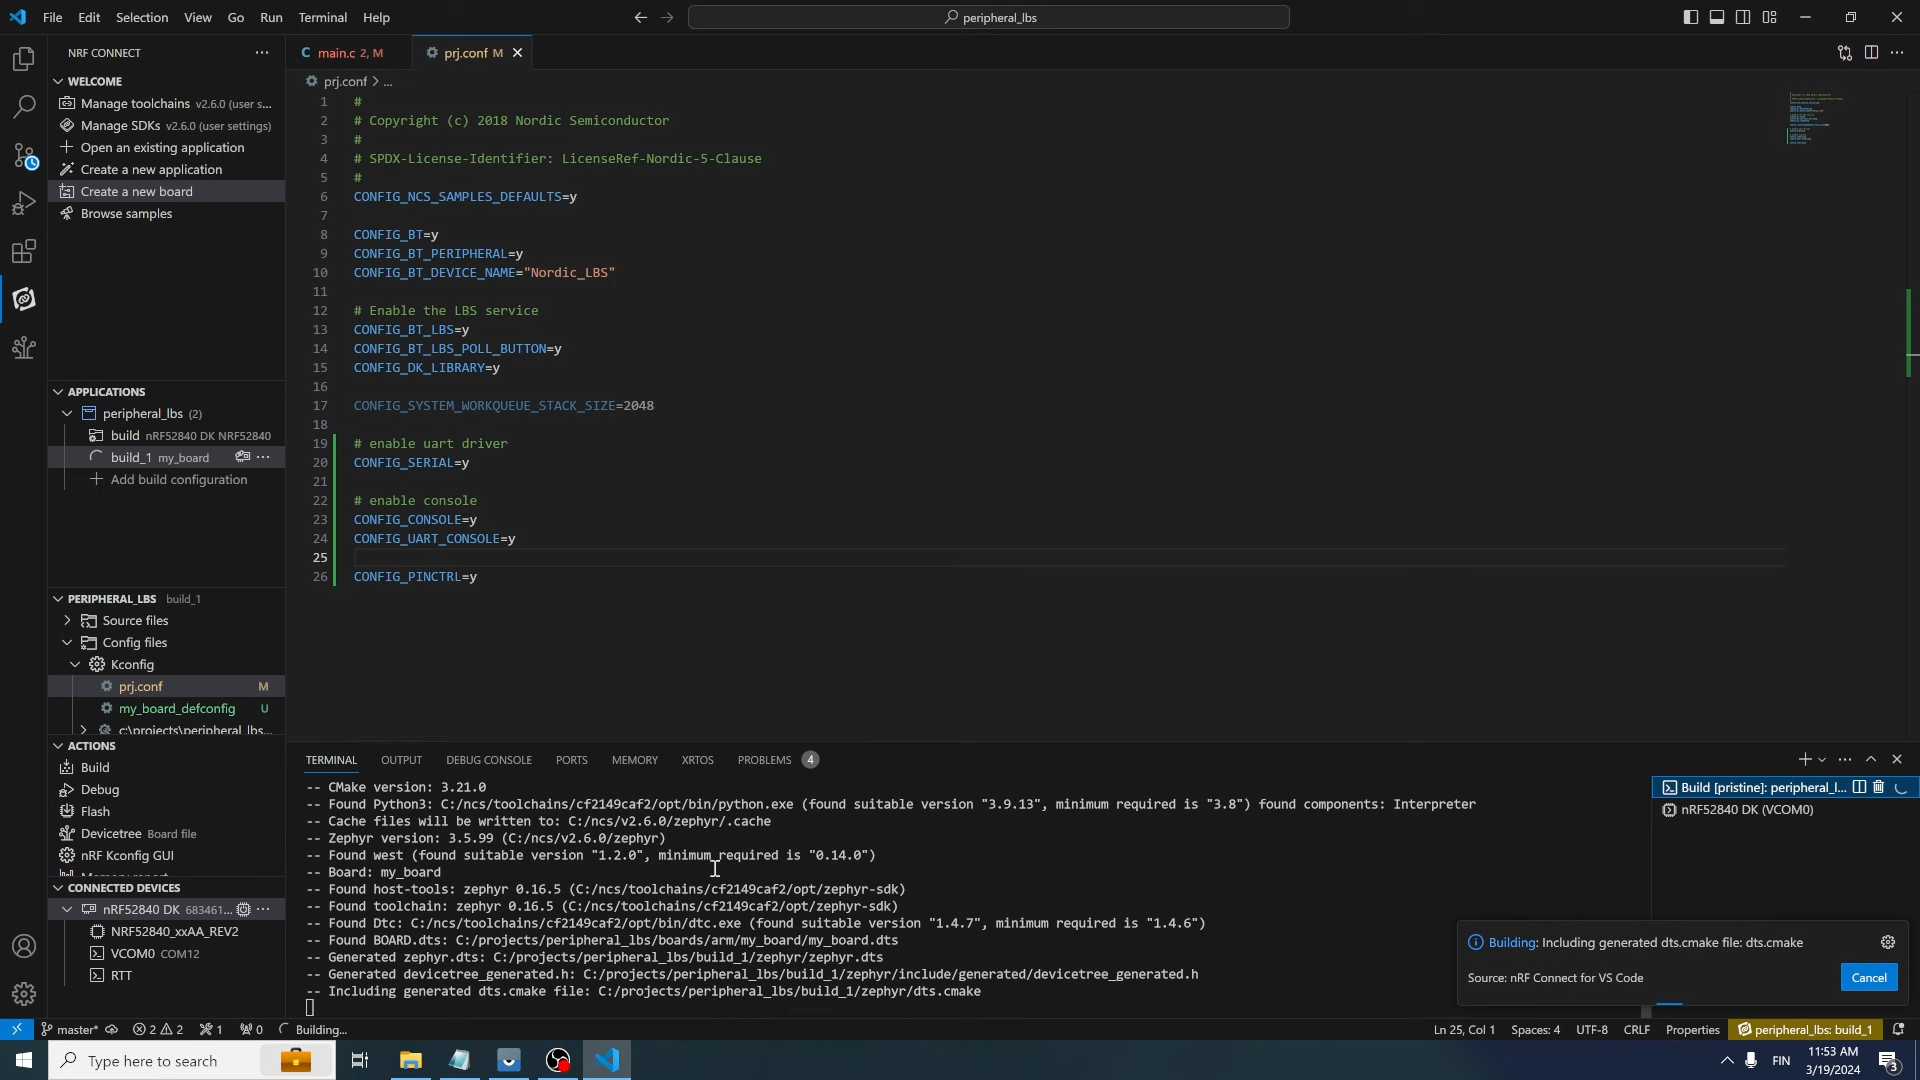 File Edit Selection View Go Run Terminal Help
peripheral_lbs
NRF CONNECT
WELCOME
Manage toolchains v2.6.0 (user s...
Manage SDKs v2.6.0 (user settings)
Open an existing application
Create a new application
Create a new board
Browse samples
APPLICATIONS
peripheral_lbs (2)
build nRF52840 DK NRF52840
build_1 my_board
Add build configuration
PERIPHERAL_LBS build_1
Source files
Config files
Kconfig
prj.conf M
my_board_defconfig U
c:\projects\peripheral_lbs...
ACTIONS
Build
Debug
Flash
Devicetree Board file
nRF Kconfig GUI
CONNECTED DEVICES
nRF52840 DK 683461...
NRF52840_xxAA_REV2
VCOM0 COM12
RTT
main.c 2, M
prj.conf M
prj.conf > ...
1 #
2 # Copyright (c) 2018 Nordic Semiconductor
3 #
4 # SPDX-License-Identifier: LicenseRef-Nordic-5-Clause
5 #
6 CONFIG_NCS_SAMPLES_DEFAULTS=y
7
8 CONFIG_BT=y
9 CONFIG_BT_PERIPHERAL=y
10 CONFIG_BT_DEVICE_NAME="Nordic_LBS"
11
12 # Enable the LBS service
13 CONFIG_BT_LBS=y
14 CONFIG_BT_LBS_POLL_BUTTON=y
15 CONFIG_DK_LIBRARY=y
16
17 CONFIG_SYSTEM_WORKQUEUE_STACK_SIZE=2048
18
19 # enable uart driver
20 CONFIG_SERIAL=y
21
22 # enable console
23 CONFIG_CONSOLE=y
24 CONFIG_UART_CONSOLE=y
25
26 CONFIG_PINCTRL=y
TERMINAL OUTPUT DEBUG CONSOLE PORTS MEMORY XRTOS PROBLEMS 4
-- CMake version: 3.21.0
-- Found Python3: C:/ncs/toolchains/cf2149caf2/opt/bin/python.exe (found suitable version "3.9.13", minimum required is "3.8") found components: Interpreter
-- Cache files will be written to: C:/ncs/v2.6.0/zephyr/.cache
-- Zephyr version: 3.5.99 (C:/ncs/v2.6.0/zephyr)
-- Found west (found suitable version "1.2.0", minimum required is "0.14.0")
-- Board: my_board
-- Found host-tools: zephyr 0.16.5 (C:/ncs/toolchains/cf2149caf2/opt/zephyr-sdk)
-- Found toolchain: zephyr 0.16.5 (C:/ncs/toolchains/cf2149caf2/opt/zephyr-sdk)
-- Found Dtc: C:/ncs/toolchains/cf2149caf2/opt/bin/dtc.exe (found suitable version "1.4.7", minimum required is "1.4.6")
-- Found BOARD.dts: C:/projects/peripheral_lbs/boards/arm/my_board/my_board.dts
-- Generated zephyr.dts: C:/projects/peripheral_lbs/build_1/zephyr/zephyr.dts
-- Generated devicetree_generated.h: C:/projects/peripheral_lbs/build_1/zephyr/include/generated/devicetree_generated.h
-- Including generated dts.cmake file: C:/projects/peripheral_lbs/build_1/zephyr/dts.cmake
Build [pristine]: peripheral_l...
nRF52840 DK (VCOM0)
Building: Including generated dts.cmake file: dts.cmake
Source: nRF Connect for VS Code
Cancel
master* 2 2 1 0 Building...
Ln 25, Col 1 Spaces: 4 UTF-8 CRLF Properties peripheral_lbs: build_1
Type here to search
FIN
11:53 AM
3/19/2024
3